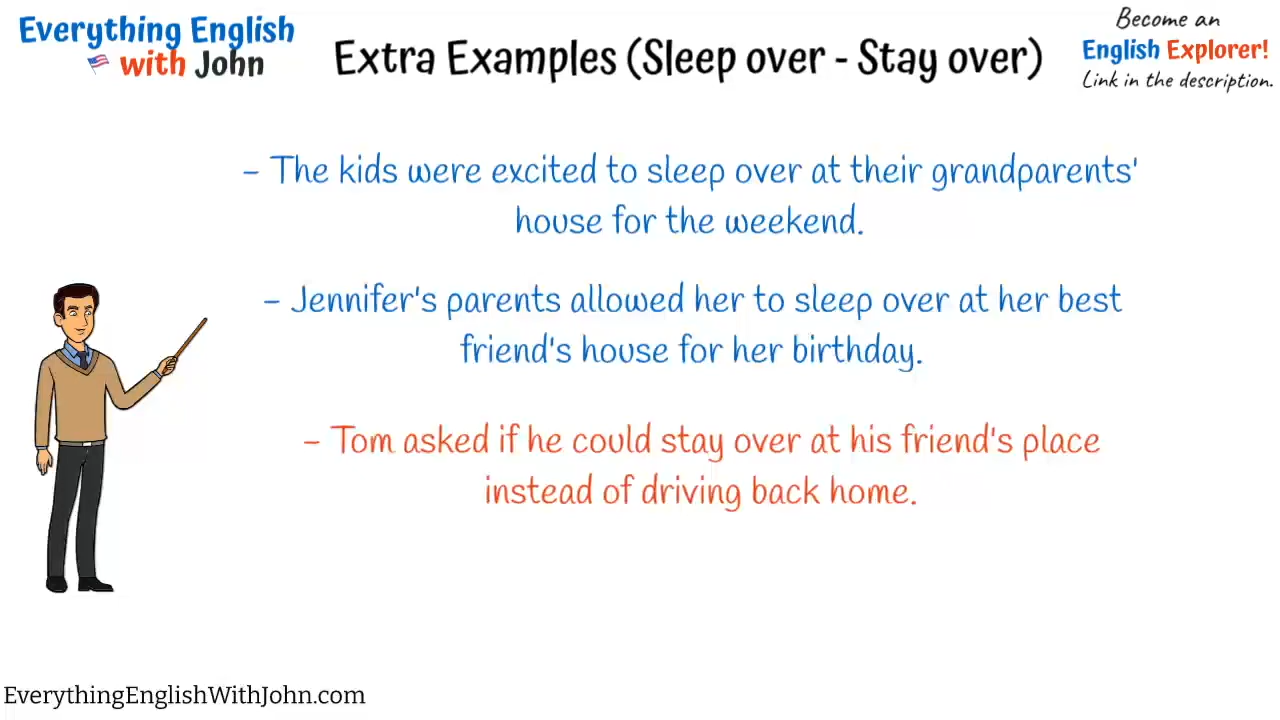 Everything English
with John
Extra Examples (Sleep over - Stay over)
Become an
English Explorer!
Link in the description.
- The kids were excited to sleep over at their grandparents'
house for the weekend.
- Jennifer's parents allowed her to sleep over at her best
friend's house for her birthday.
- Tom asked if he could stay over at his friend's place
instead of driving back home.
EverythingEnglishWithJohn.com